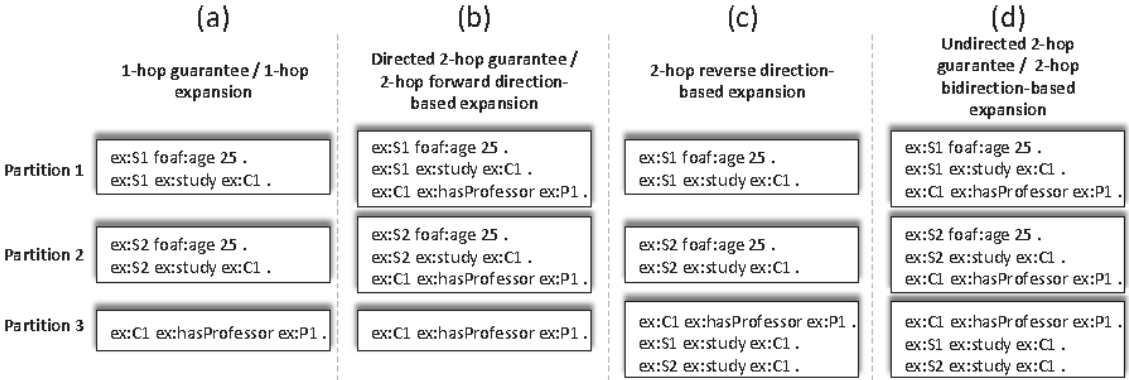 (a)
1-hop guarantee / 1-hop
expansion
(b)
Directed 2-hop guarantee /
2-hop forward direction-
based expansion
(c)
2-hop reverse direction-
based expansion
(d)
Undirected 2-hop
guarantee / 2-hop
bidirection-based
expansion
Partition 1
ex:S1 foaf:age 25 .
ex:S1 ex:study ex:C1 .
ex:S1 foaf:age 25 .
ex:S1 ex:study ex:C1 .
ex:C1 ex:hasProfessor ex:P1 .
ex:S1 foaf:age 25 .
ex:S1 ex:study ex:C1 .
ex:S1 foaf:age 25 .
ex:S1 ex:study ex:C1 .
ex:C1 ex:hasProfessor ex:P1 .
Partition 2
ex:S2 foaf:age 25 .
ex:S2 ex:study ex:C1 .
ex:S2 foaf:age 25 .
ex:S2 ex:study ex:C1 .
ex:C1 ex:hasProfessor ex:P1 .
ex:S2 foaf:age 25 .
ex:S2 ex:study ex:C1 .
ex:S2 foaf:age 25 .
ex:S2 ex:study ex:C1 .
ex:C1 ex:hasProfessor ex:P1 .
Partition 3
ex:C1 ex:hasProfessor ex:P1 .
ex:C1 ex:hasProfessor ex:P1 .
ex:C1 ex:hasProfessor ex:P1 .
ex:S1 ex:study ex:C1 .
ex:S2 ex:study ex:C1 .
ex:C1 ex:hasProfessor ex:P1 .
ex:S1 ex:study ex:C1 .
ex:S2 ex:study ex:C1 .